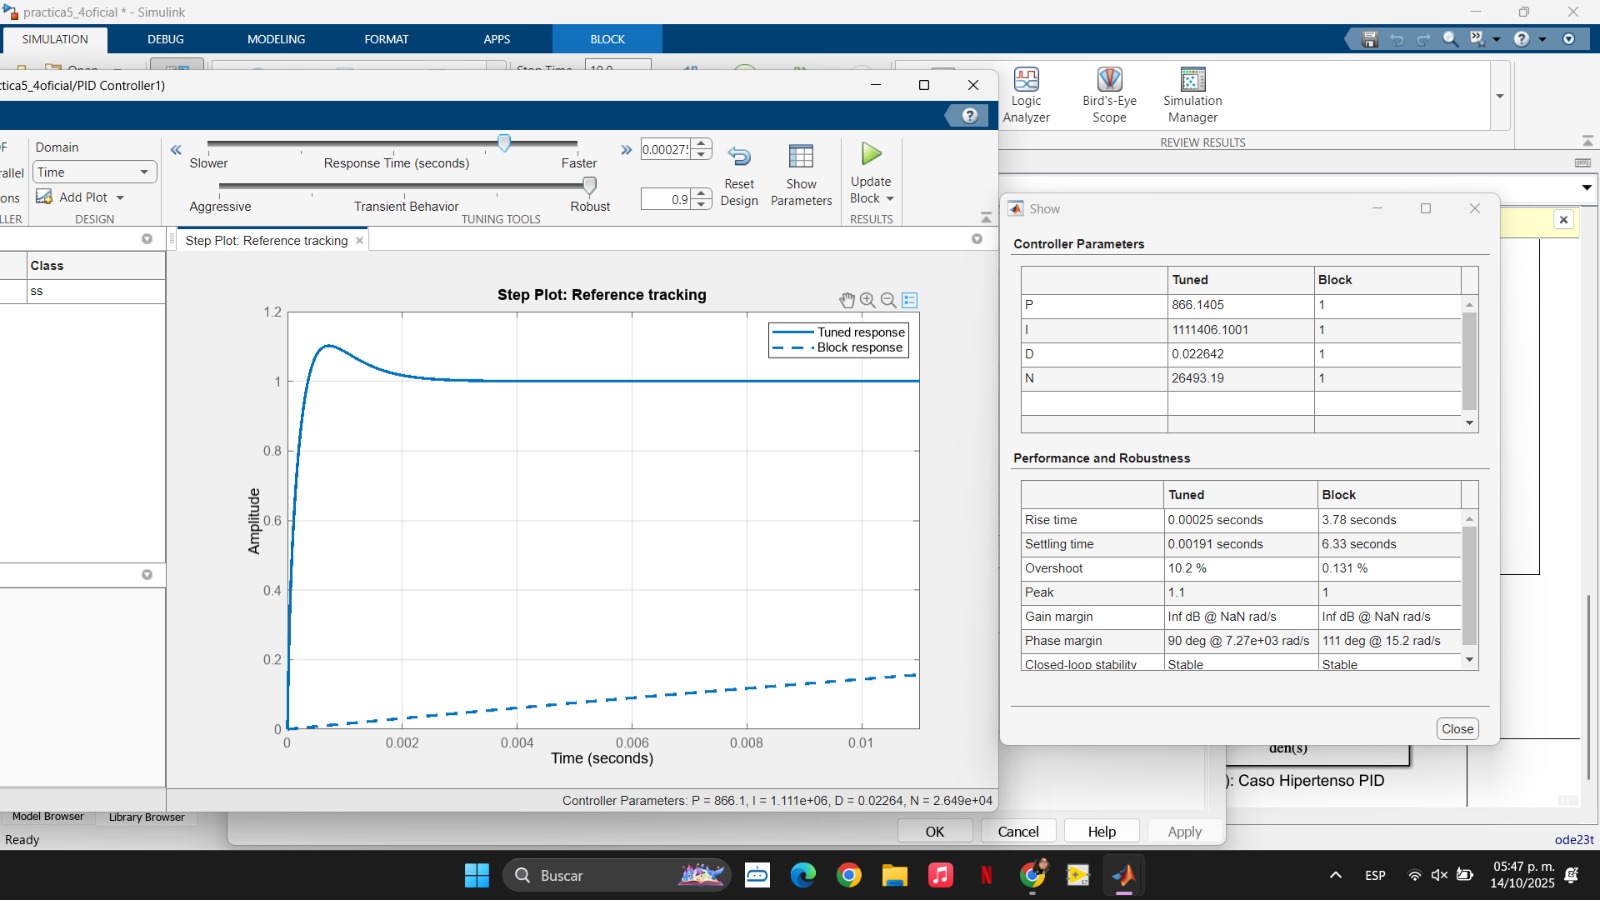 practica5_4oficial * - Simulink
SIMULATION DEBUG MODELING FORMAT APPS BLOCK
Open Stop Time 10.0
ctica5_4oficial/PID Controller1)
Logic Analyzer
Bird's-Eye Scope
Simulation Manager
REVIEW RESULTS
Domain
Time
Add Plot
DESIGN
rallel
ons
LLER
Slower Response Time (seconds) Faster
Aggressive Transient Behavior Robust
TUNING TOOLS
0.00027
0.9
Reset Design
Show Parameters
Update Block
RESULTS
Class
ss
Step Plot: Reference tracking
Step Plot: Reference tracking
Tuned response
Block response
Amplitude
1.2
1
0.8
0.6
0.4
0.2
0
0 0.002 0.004 0.006 0.008 0.01
Time (seconds)
Controller Parameters: P = 866.1, I = 1.111e+06, D = 0.02264, N = 2.649e+04
Show
Controller Parameters
Tuned Block
P 866.1405 1
I 1111406.1001 1
D 0.022642 1
N 26493.19 1
Performance and Robustness
Tuned Block
Rise time 0.00025 seconds 3.78 seconds
Settling time 0.00191 seconds 6.33 seconds
Overshoot 10.2 % 0.131 %
Peak 1.1 1
Gain margin Inf dB @ NaN rad/s Inf dB @ NaN rad/s
Phase margin 90 deg @ 7.27e+03 rad/s 111 deg @ 15.2 rad/s
Closed-loop stability Stable Stable
Close
den(s)
): Caso Hipertenso PID
Model Browser Library Browser
OK Cancel Help Apply
Ready
ode23t
Buscar
ESP
05:47 p. m.
14/10/2025